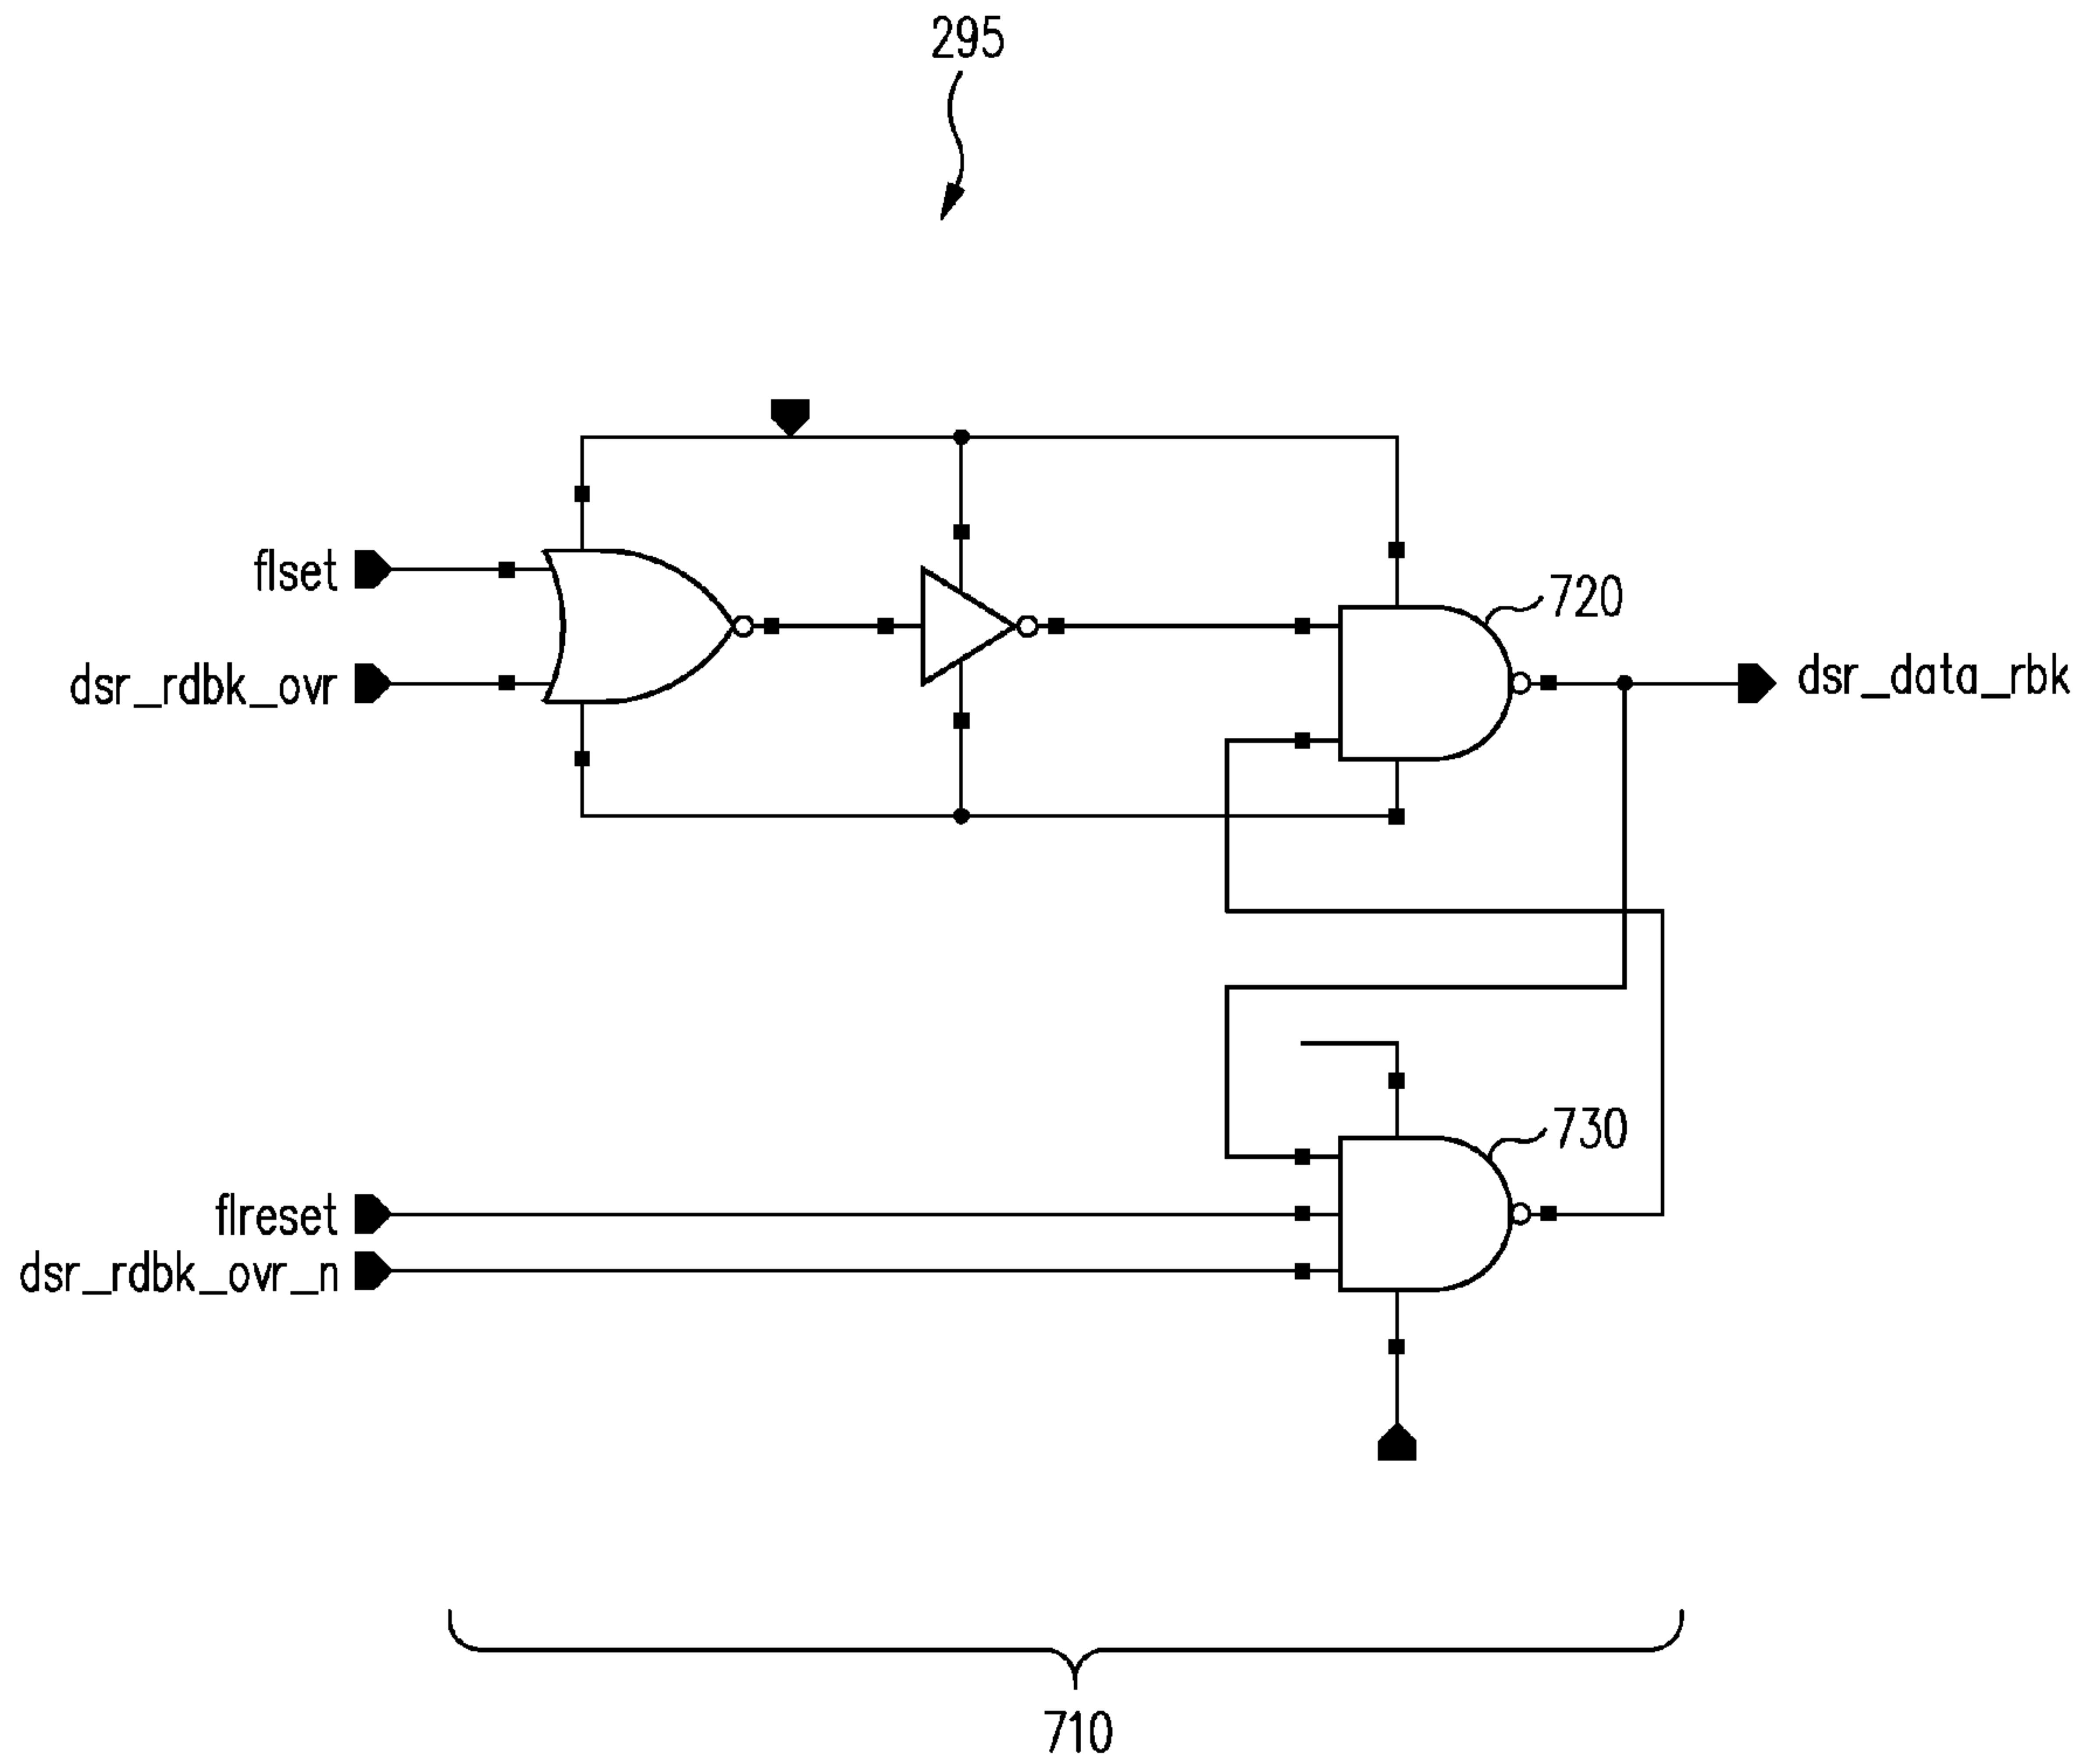 295
flset
dsr_rdbk_ovr
720
dsr_data_rbk
730
flreset
dsr_rdbk_ovr_n
710